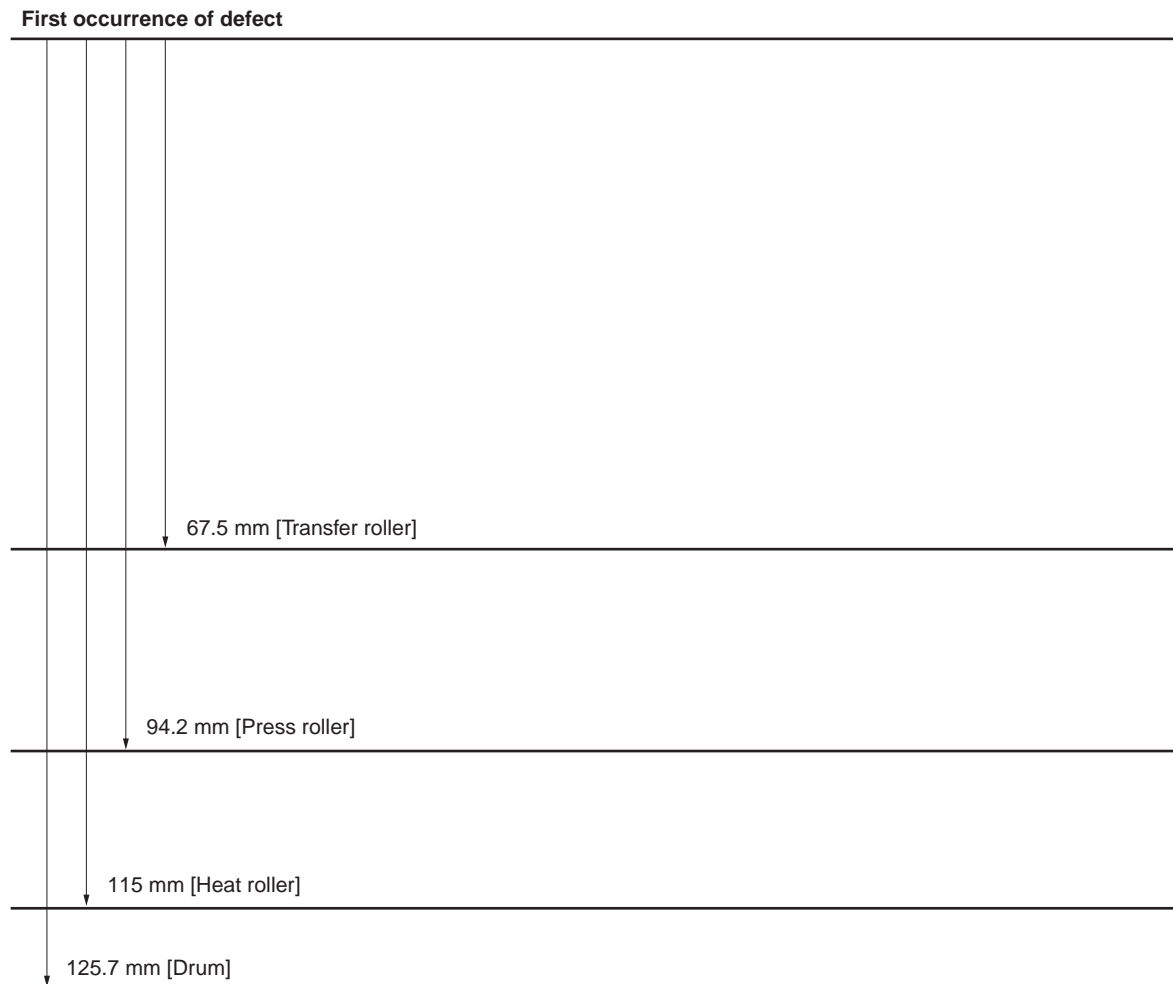 First occurrence of defect
67.5 mm [Transfer roller]
94.2 mm [Press roller]
115 mm [Heat roller]
125.7 mm [Drum]